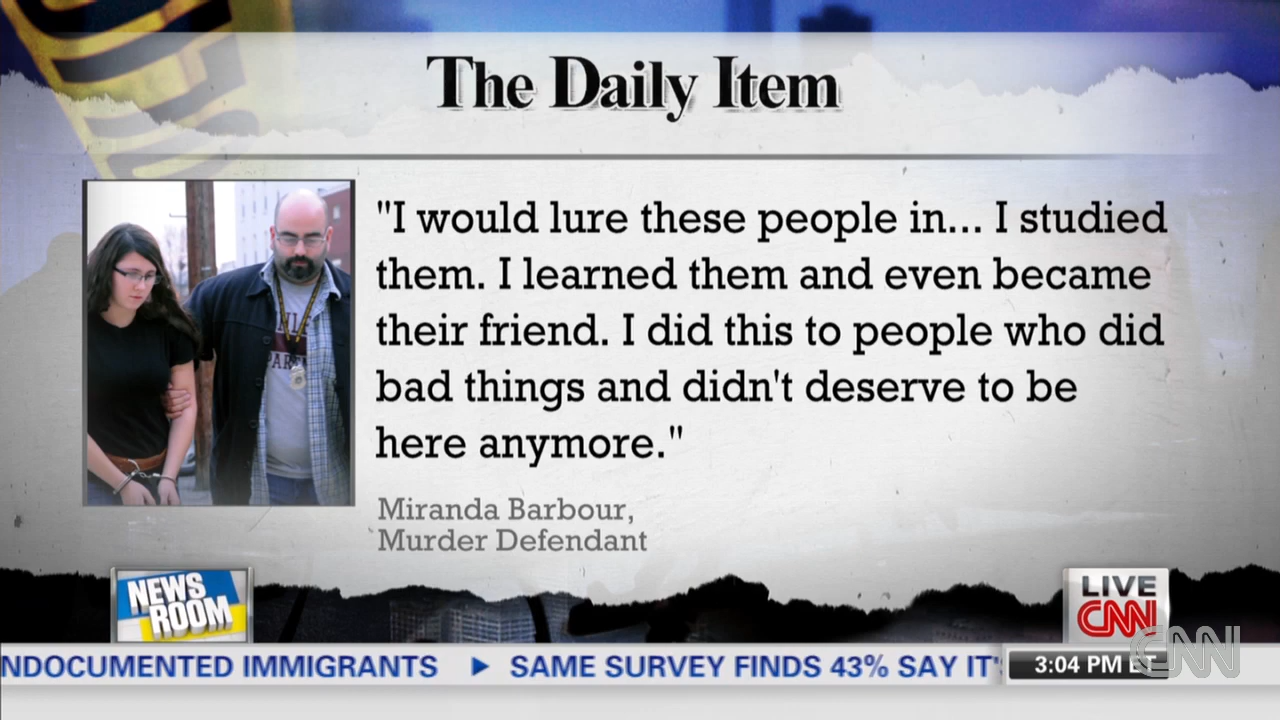 The Daily Item
"I would lure these people in... I studied
them. I learned them and even became
their friend. I did this to people who did
bad things and didn't deserve to be
here anymore."
Miranda Barbour,
Murder Defendant
NEWS
ROOM
LIVE
CNN
NDOCUMENTED IMMIGRANTS ▶ SAME SURVEY FINDS 43% SAY IT'
3:04 PM ET
CNN